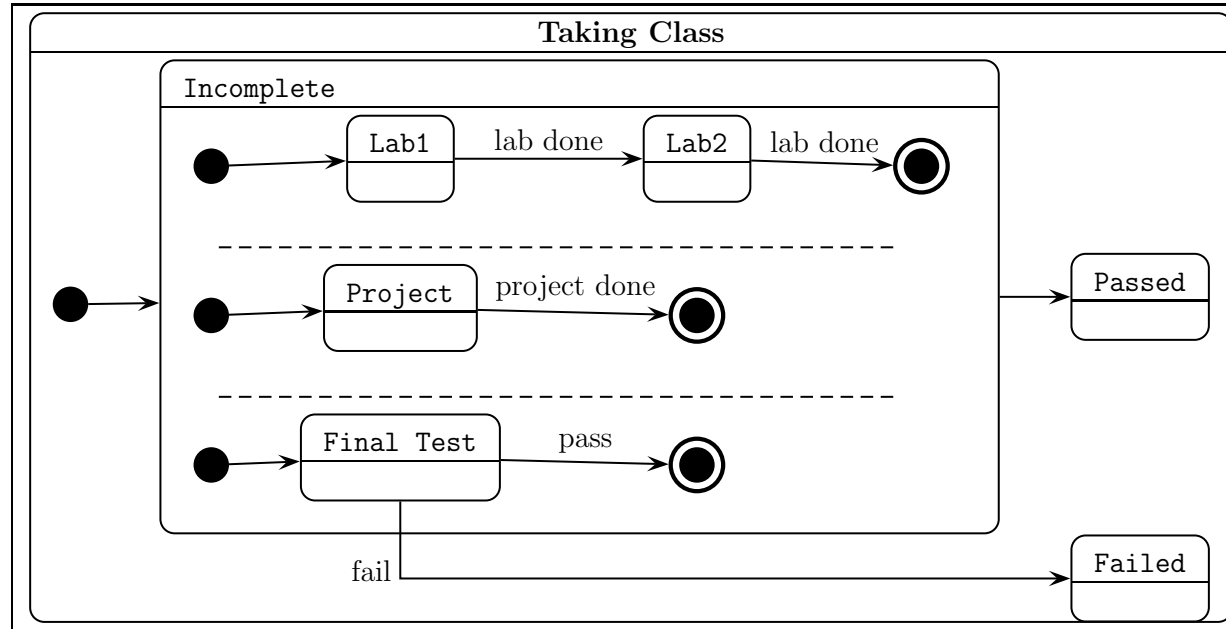 Taking Class
Incomplete
Lab1
lab done
Lab2
lab done
Project
project done
Passed
Final Test
pass
fail
Failed